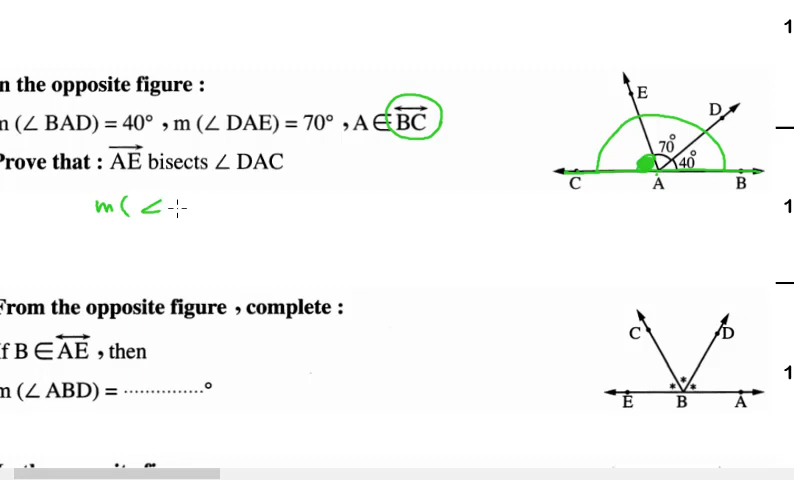 1
n the opposite figure :
m (∠ BAD) = 40° , m (∠ DAE) = 70° , A ∈ BC
Prove that : AE bisects ∠ DAC
E
D
70°
40°
C
A
B
m ( ∠
1
From the opposite figure , complete :
f B ∈ AE , then
m (∠ ABD) = ...............°
C
D
* * *
E
B
A
1